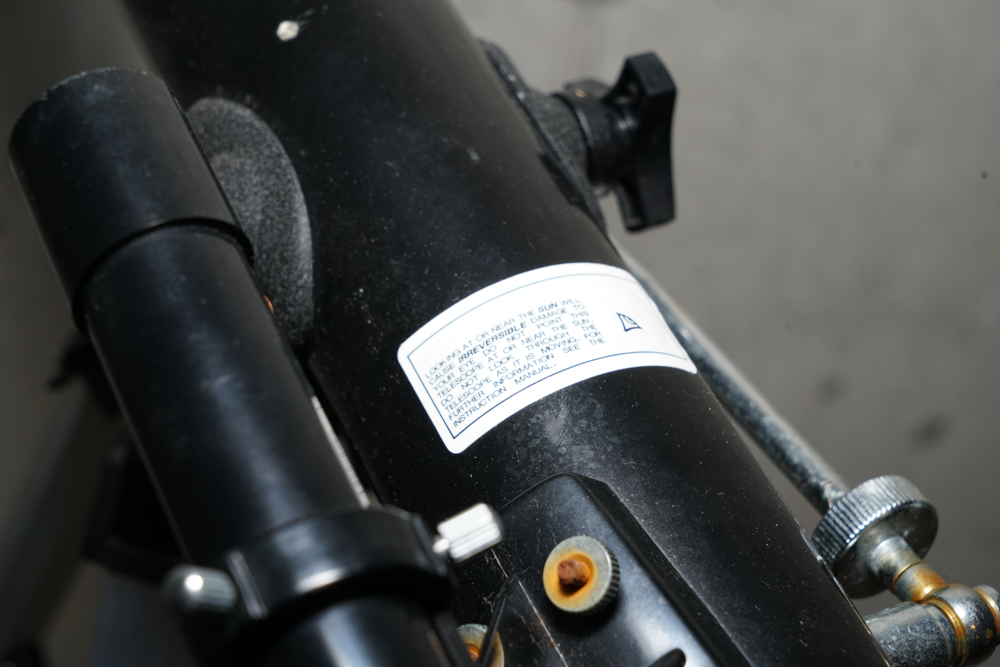 LOOKING AT OR NEAR THE SUN WILL
CAUSE IRREVERSIBLE DAMAGE TO
YOUR EYE. DO NOT POINT THIS
TELESCOPE AT OR NEAR THE SUN.
DO NOT LOOK THROUGH THE
TELESCOPE AS IT IS MOVING. FOR
FURTHER INFORMATION SEE THE
INSTRUCTION MANUAL.